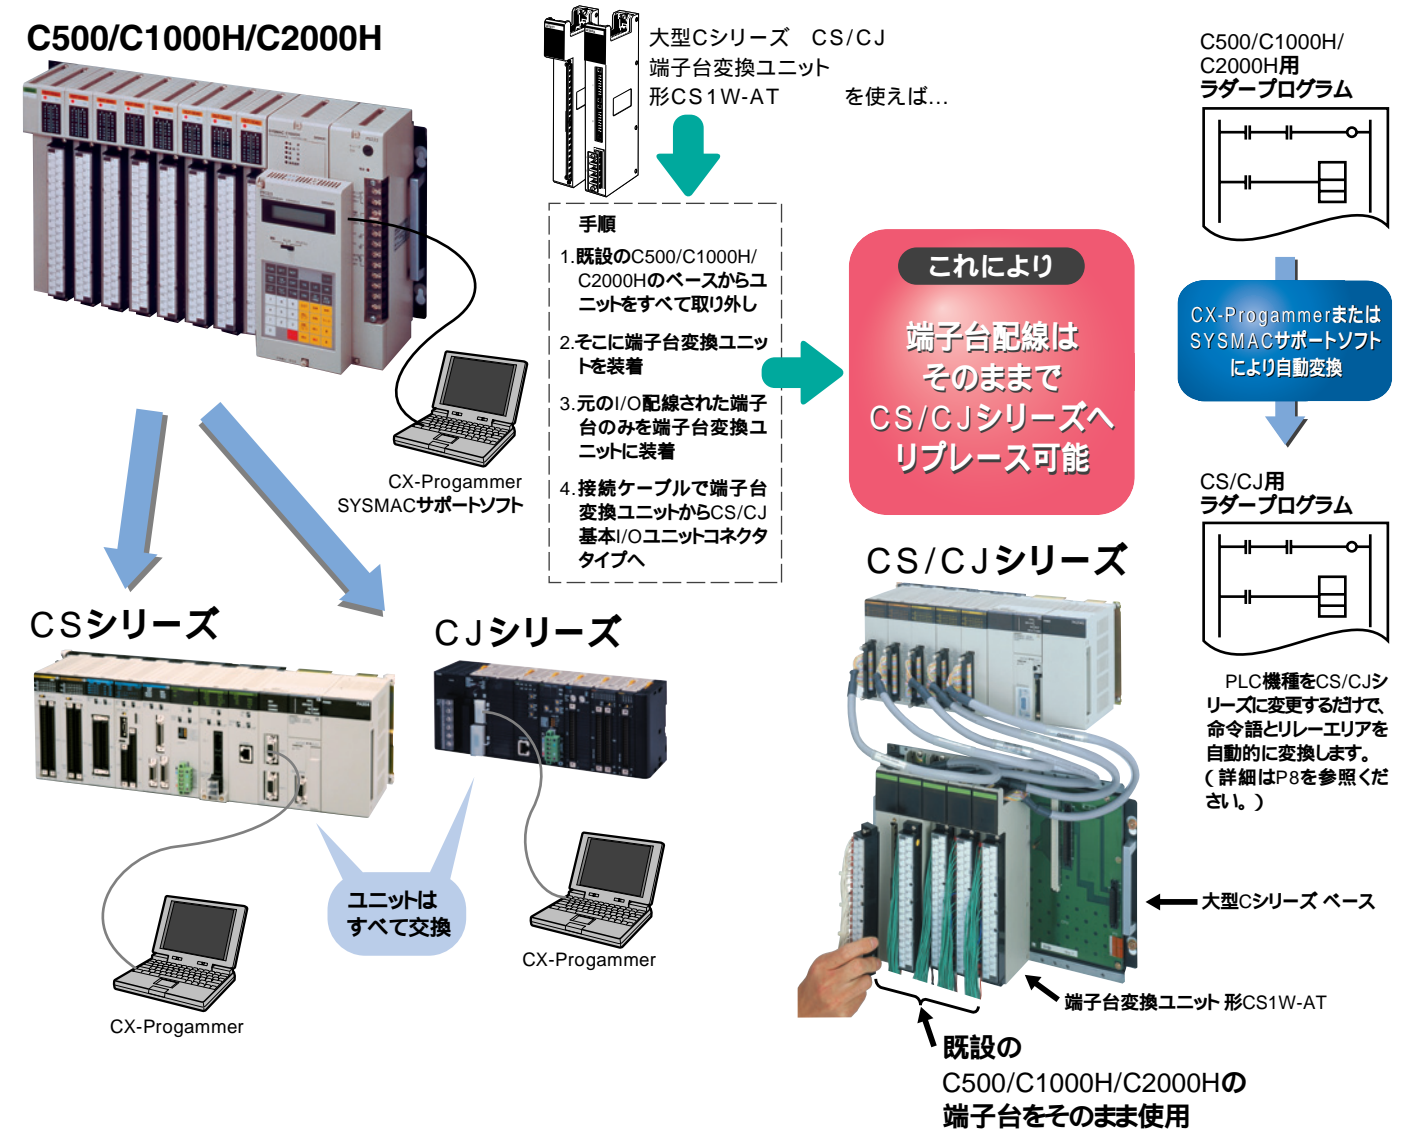 C500/C1000H/C2000H
大型Cシリーズ　CS/CJ
端子台変換ユニット
形CS1W-AT　　を使えば…
手順
1.既設のC500/C1000H/
C2000Hのベースからユ
ニットをすべて取り外し
2.そこに端子台変換ユニッ
トを装着
3.元のI/O配線された端子
台のみを端子台変換ユ
ニットに装着
4.接続ケーブルで端子台
変換ユニットからCS/CJ
基本I/Oユニットコネクタ
タイプへ
これにより
端子台配線は
そのままで
CS/CJシリーズへ
リプレース可能
C500/C1000H/
C2000H用
ラダープログラム
CX-Progammerまたは
SYSMACサポートソフト
により自動変換
CS/CJ用
ラダープログラム
PLC機種をCS/CJシ
リーズに変更するだけで、
命令語とリレーエリアを
自動的に変換します。
(詳細はP8を参照くだ
さい。)
CX-Progammer
SYSMACサポートソフト
CSシリーズ
CJシリーズ
ユニットは
すべて交換
CX-Progammer
CX-Progammer
CS/CJシリーズ
大型Cシリーズ ベース
端子台変換ユニット 形CS1W-AT
既設の
C500/C1000H/C2000Hの
端子台をそのまま使用